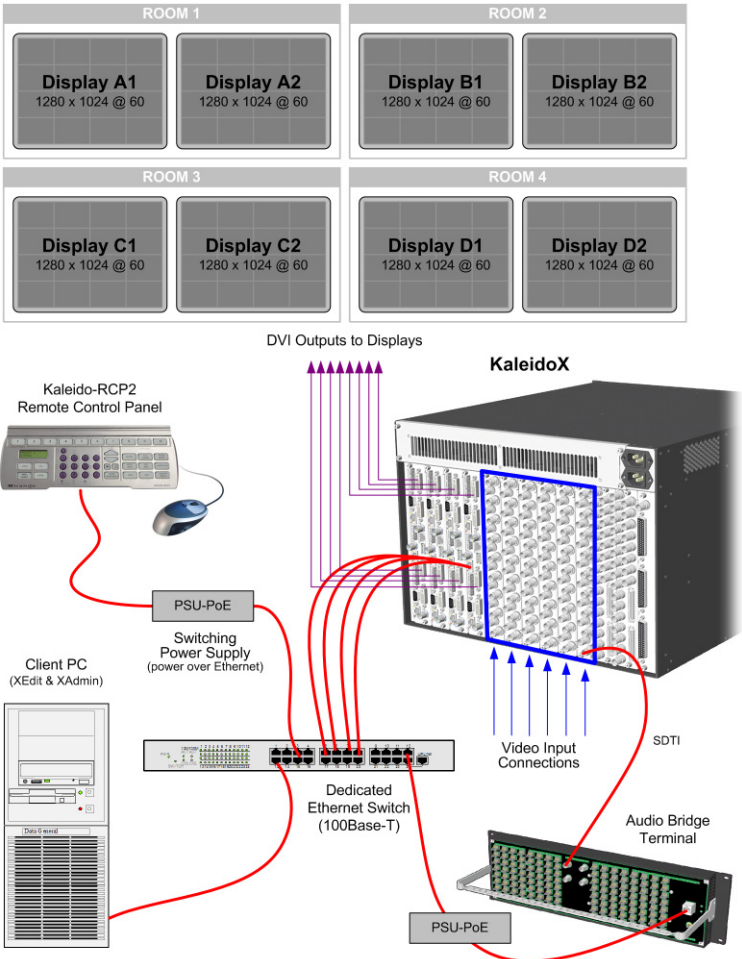 ROOM 1
ROOM 2
Display A1
1280 x 1024 @ 60
Display A2
1280 x 1024 @ 60
Display B1
1280 x 1024 @ 60
Display B2
1280 x 1024 @ 60
ROOM 3
ROOM 4
Display C1
1280 x 1024 @ 60
Display C2
1280 x 1024 @ 60
Display D1
1280 x 1024 @ 60
Display D2
1280 x 1024 @ 60
DVI Outputs to Displays
KaleidoX
Kaleido-RCP2
Remote Control Panel
PSU-PoE
Switching
Power Supply
(power over Ethernet)
Client PC
(XEdit & XAdmin)
Video Input
Connections
SDTI
Dedicated
Ethernet Switch
(100Base-T)
Audio Bridge
Terminal
Data General
PSU-PoE